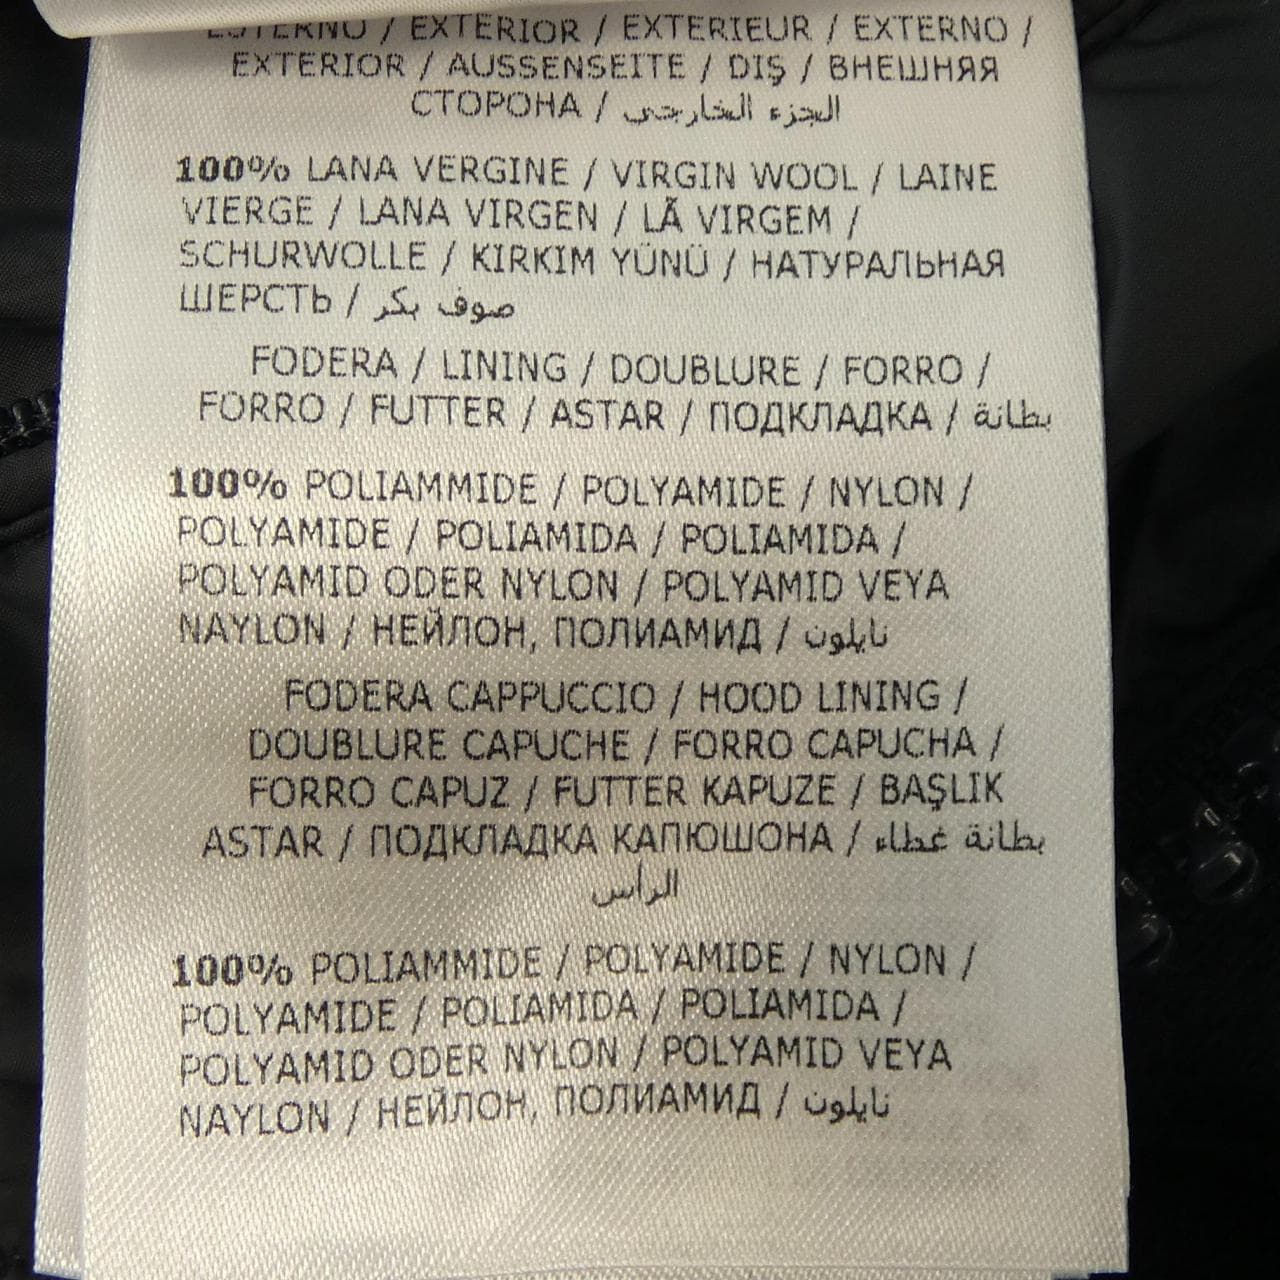 ESTERNO / EXTERIOR / EXTERIEUR / EXTERNO /
EXTERIOR / AUSSENSEITE / DIŞ / ВНЕШНЯЯ
СТОРОНА / الجزء الخارجي
100% LANA VERGINE / VIRGIN WOOL / LAINE
VIERGE / LANA VIRGEN / LÃ VIRGEM /
SCHURWOLLE / KIRKIM YÜNÜ / НАТУРАЛЬНАЯ
ШЕРСТЬ / صوف بكر
FODERA / LINING / DOUBLURE / FORRO /
FORRO / FUTTER / ASTAR / ПОДКЛАДКА / بطانة
100% POLIAMMIDE / POLYAMIDE / NYLON /
POLYAMIDE / POLIAMIDA / POLIAMIDA /
POLYAMID ODER NYLON / POLYAMID VEYA
NAYLON / НЕЙЛОН, ПОЛИАМИД / نايلون
FODERA CAPPUCCIO / HOOD LINING /
DOUBLURE CAPUCHE / FORRO CAPUCHA /
FORRO CAPUZ / FUTTER KAPUZE / BAŞLIK
ASTAR / ПОДКЛАДКА КАПЮШОНА / بطانة غطاء
الرأس
100% POLIAMMIDE / POLYAMIDE / NYLON /
POLYAMIDE / POLIAMIDA / POLIAMIDA /
POLYAMID ODER NYLON / POLYAMID VEYA
NAYLON / НЕЙЛОН, ПОЛИАМИД / نايلون